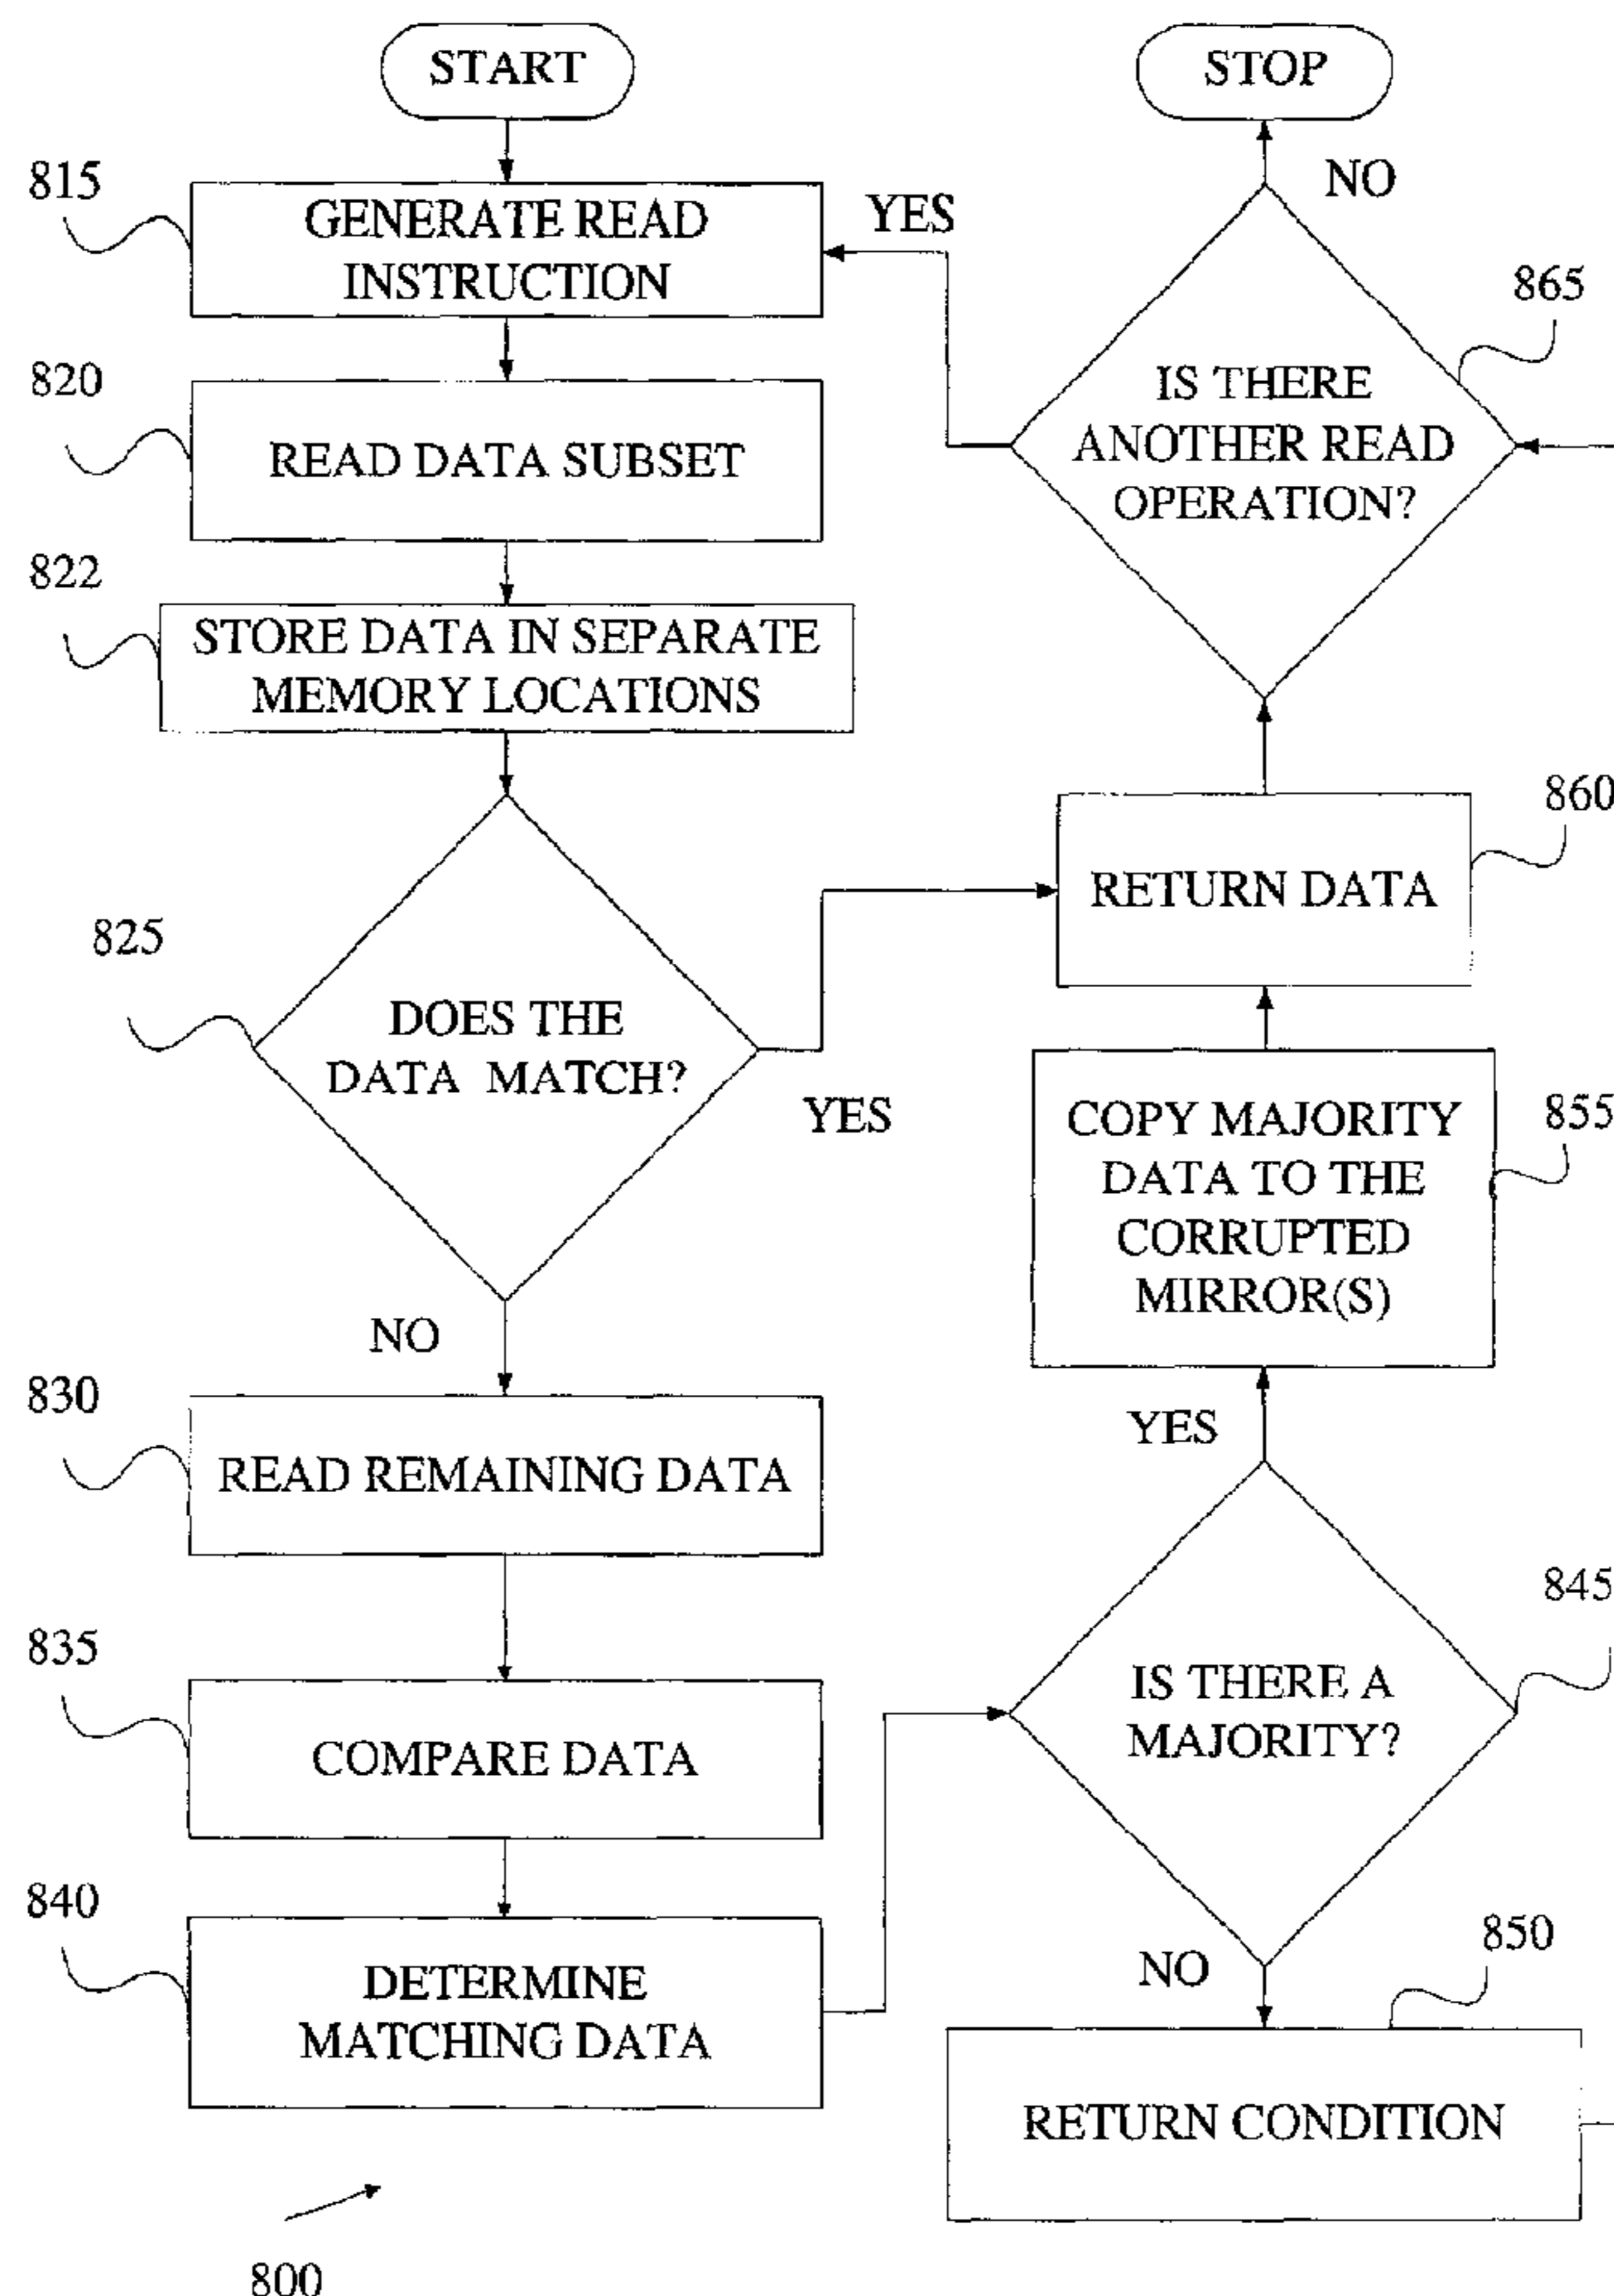 START
815
GENERATE READ
INSTRUCTION
820
READ DATA SUBSET
822
STORE DATA IN SEPARATE
MEMORY LOCATIONS
825
DOES THE
DATA MATCH?
YES
NO
830
READ REMAINING DATA
835
COMPARE DATA
840
DETERMINE
MATCHING DATA
800
STOP
NO
YES
865
IS THERE
ANOTHER READ
OPERATION?
860
RETURN DATA
855
COPY MAJORITY
DATA TO THE
CORRUPTED
MIRROR(S)
YES
845
IS THERE A
MAJORITY?
NO
850
RETURN CONDITION